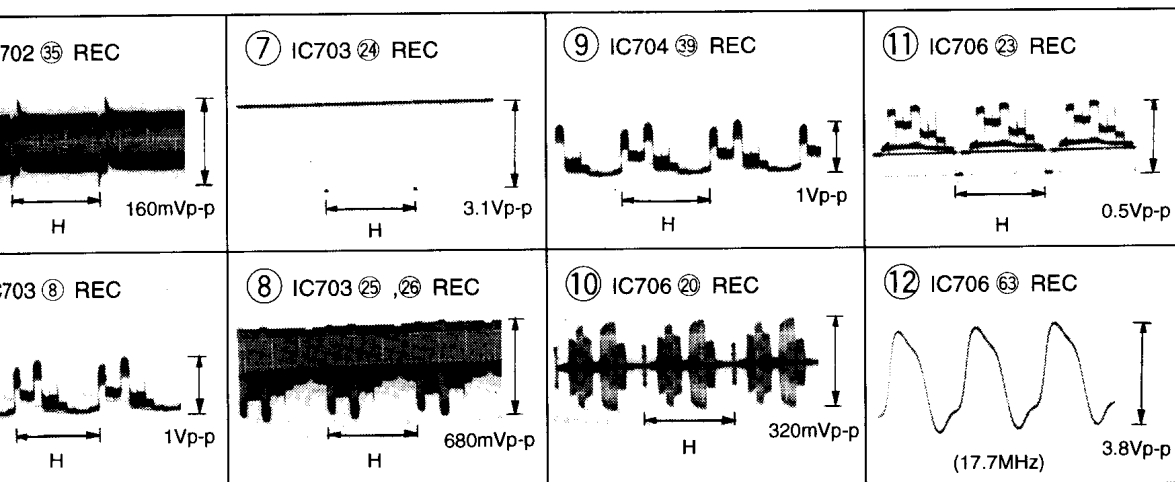 702 ㉟ REC
160mVp-p
H
⑦ IC703 ㉔ REC
3.1Vp-p
H
⑨ IC704 ㊴ REC
1Vp-p
H
⑪ IC706 ㉓ REC
0.5Vp-p
H
C703 ⑧ REC
1Vp-p
H
⑧ IC703 ㉕ ,㉖ REC
680mVp-p
H
⑩ IC706 ⑳ REC
320mVp-p
H
⑫ IC706 63 REC
3.8Vp-p
(17.7MHz)